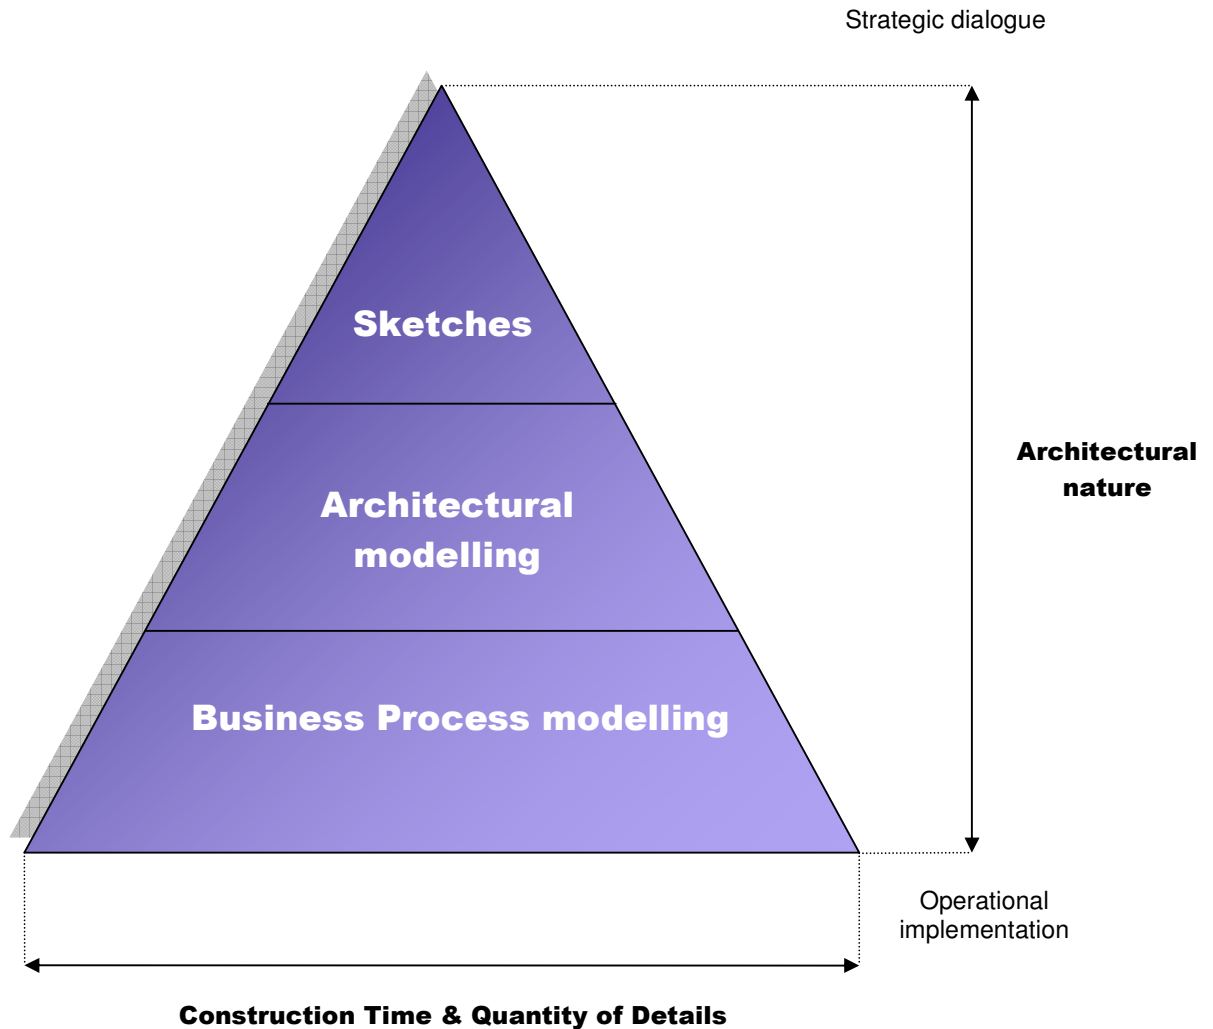 Strategic dialogue
Sketches
Architectural
modelling
Architectural
nature
Business Process modelling
Operational
implementation
Construction Time & Quantity of Details